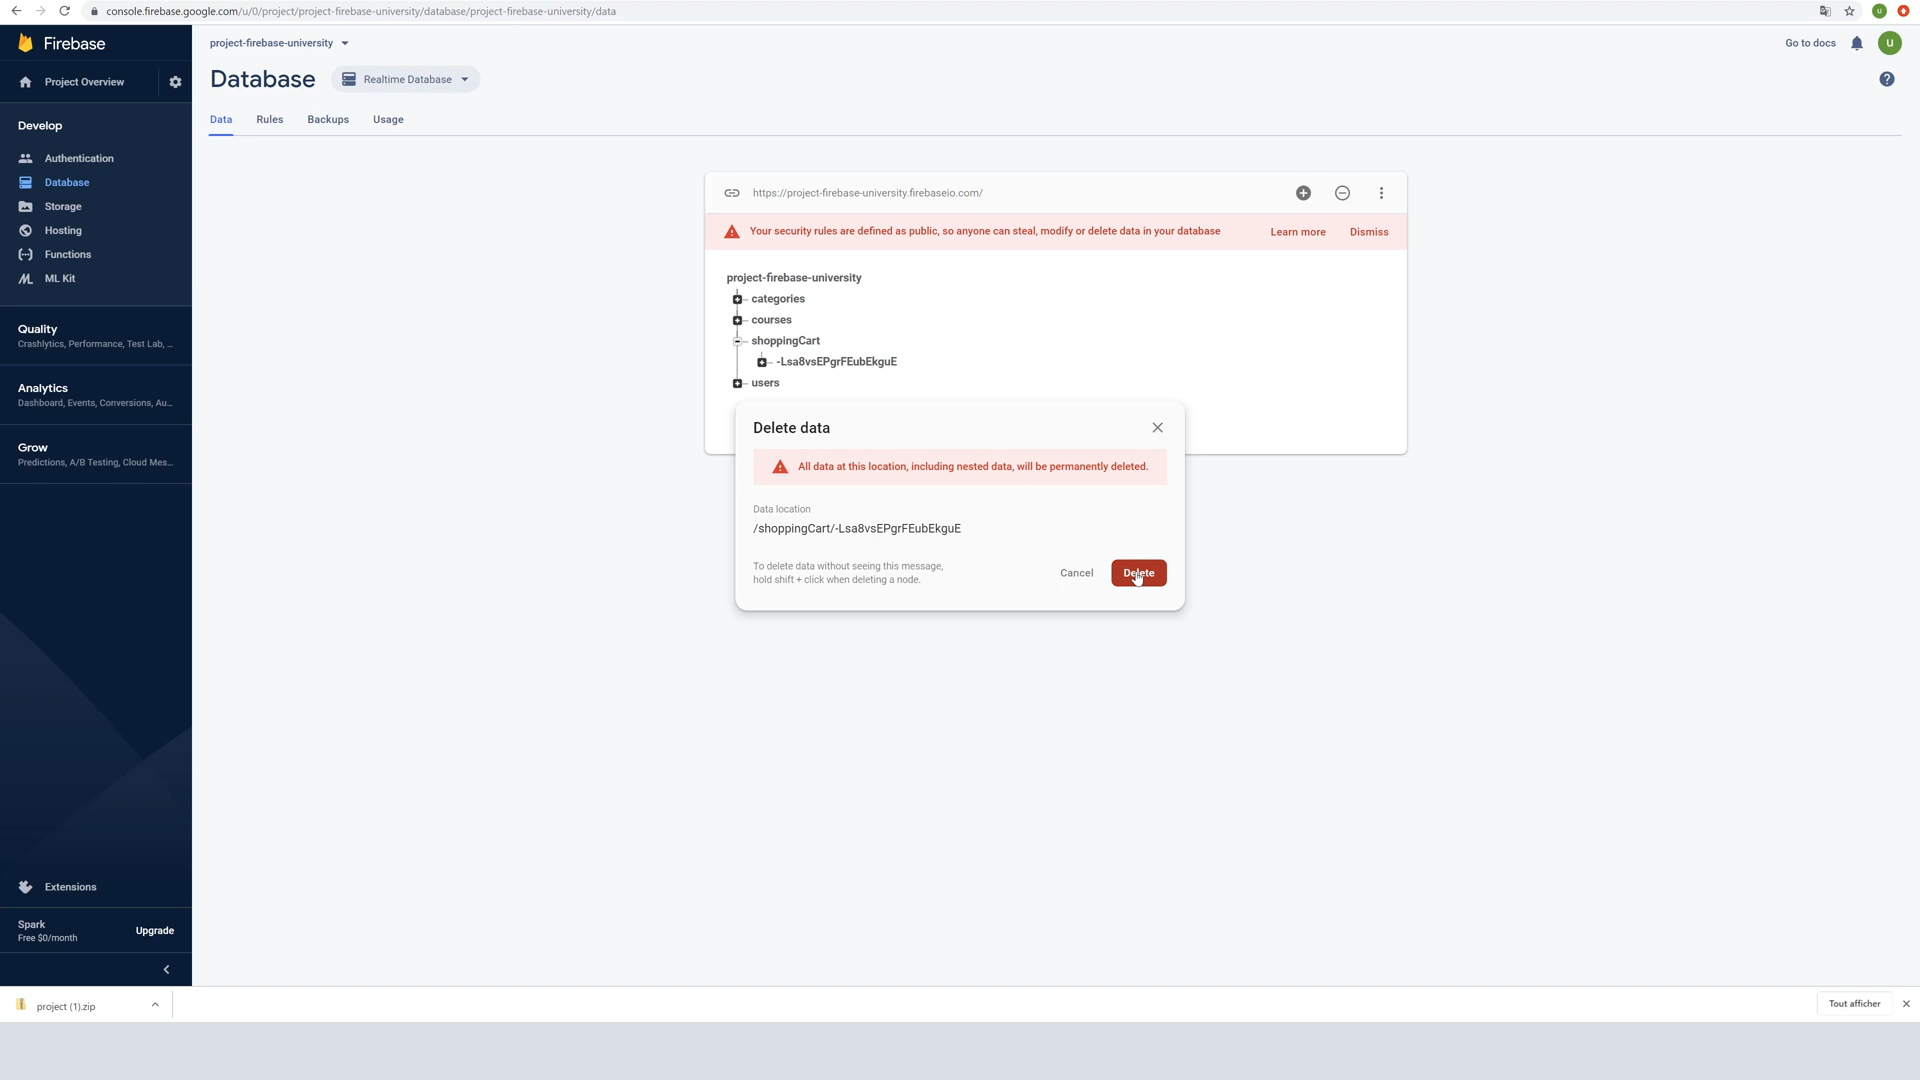 console.firebase.google.com/u/0/project/project-firebase-university/database/project-firebase-university/data
u
Firebase
project-firebase-university
Go to docs
u
Project Overview
Database
Realtime Database
Data
Rules
Backups
Usage
Develop
Authentication
Database
Storage
Hosting
Functions
ML Kit
Quality
Crashlytics, Performance, Test Lab, …
Analytics
Dashboard, Events, Conversions, Au…
Grow
Predictions, A/B Testing, Cloud Mes…
Extensions
Spark
Free $0/month
Upgrade
https://project-firebase-university.firebaseio.com/
Your security rules are defined as public, so anyone can steal, modify or delete data in your database
Learn more
Dismiss
project-firebase-university
categories
courses
shoppingCart
-Lsa8vsEPgrFEubEkguE
users
Delete data
All data at this location, including nested data, will be permanently deleted.
Data location
/shoppingCart/-Lsa8vsEPgrFEubEkguE
To delete data without seeing this message,
hold shift + click when deleting a node.
Cancel
Delete
project (1).zip
Tout afficher